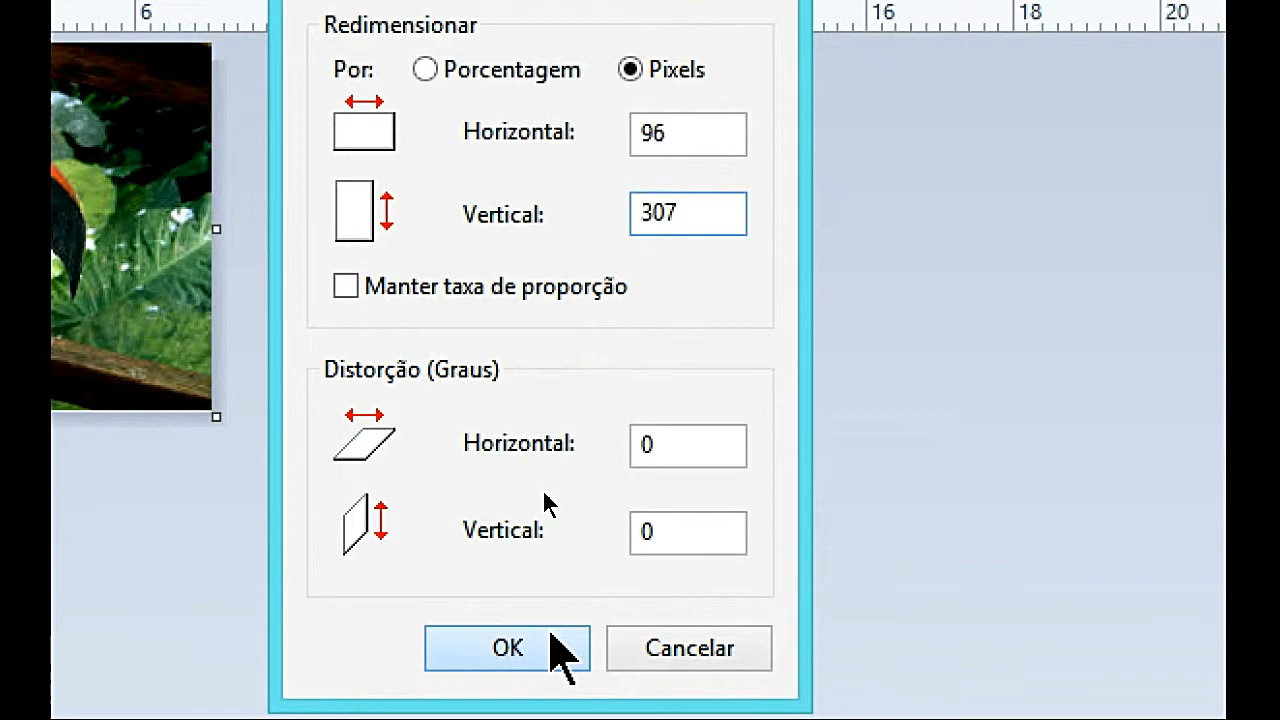 6 16 18 20
Redimensionar
Por: Porcentagem Pixels
Horizontal: 96
Vertical: 307
Manter taxa de proporção
Distorção (Graus)
Horizontal: 0
Vertical: 0
OK Cancelar